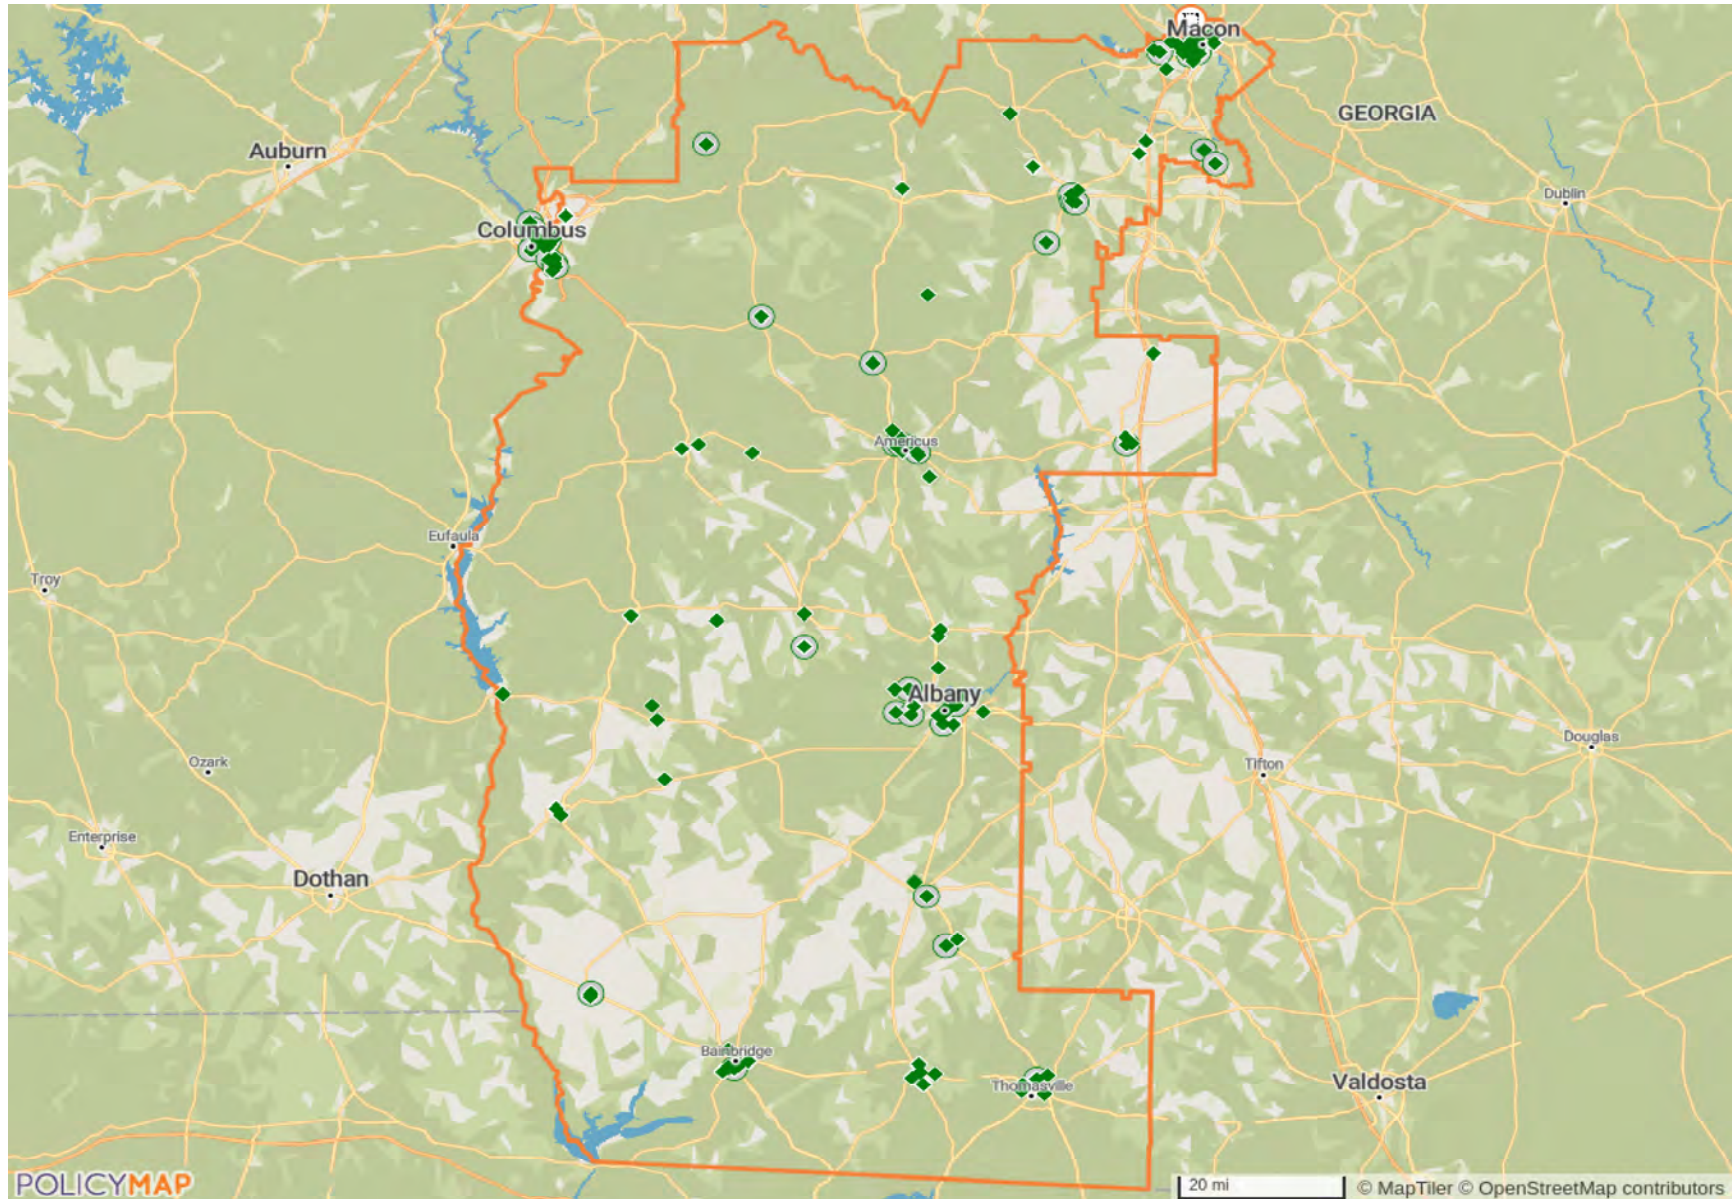 Macon
GEORGIA
Auburn
Dublin
Columbus
Americus
Eufaula
Troy
Albany
Douglas
Ozark
Tifton
Enterprise
Dothan
Bainbridge
Thomasville
Valdosta
POLICYMAP
20 mi
© MapTiler © OpenStreetMap contributors